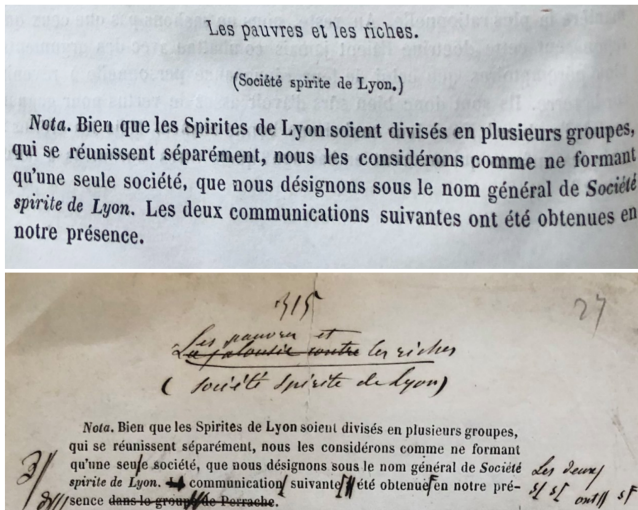 Les pauvres et les riches.
(Société spirite de Lyon.)
Nota. Bien que les Spirites de Lyon soient divisés en plusieurs groupes,
qui se réunissent séparément, nous les considérons comme ne formant
qu'une seule société, que nous désignons sous le nom général de Société
spirite de Lyon. Les deux communications suivantes ont été obtenues en
notre présence.
315
27
Les pauvres et
La jalousie contre les riches
(société spirite de Lyon)
Nota. Bien que les Spirites de Lyon soient divisés en plusieurs groupes,
qui se réunissent séparément, nous les considérons comme ne formant
qu'une seule société, que nous désignons sous le nom général de Société
spirite de Lyon. La communication suivante été obtenue en notre pré-
sence dans le groupe de Perrache.
Les deux
s/ s/ ont